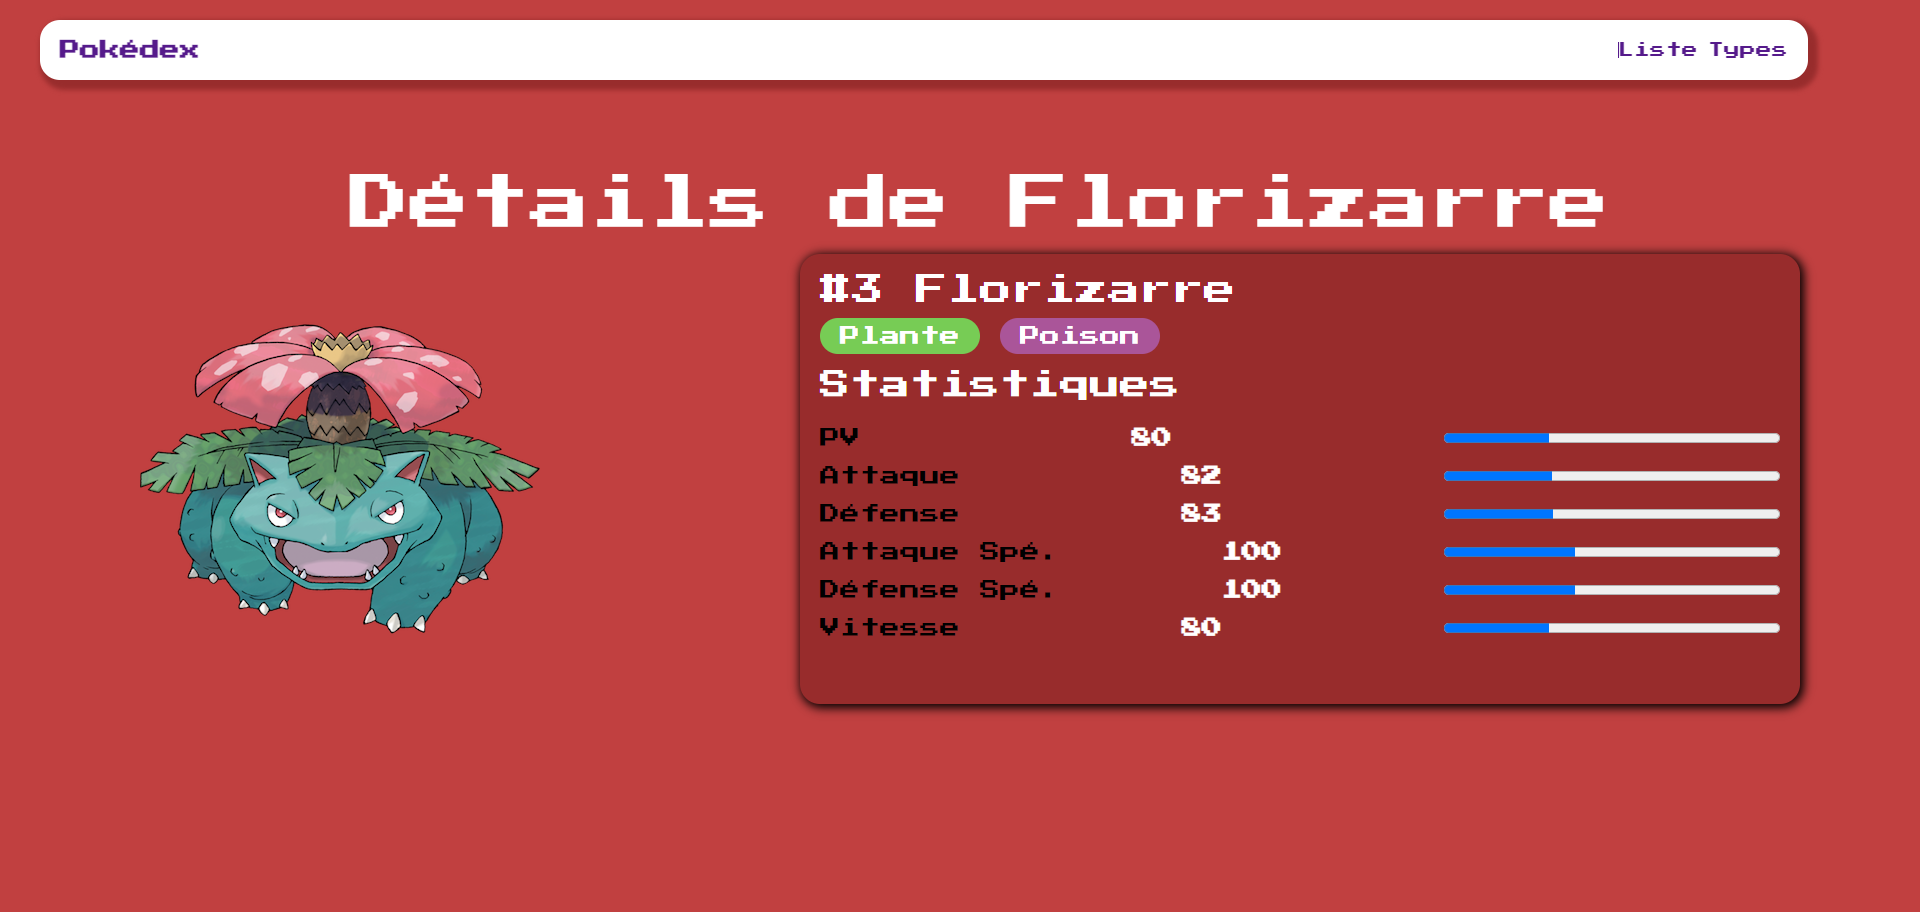 Pokédex
Liste Types
Détails de Florizarre
#3 Florizarre
Plante Poison
Statistiques
PV 80
Attaque 82
Défense 83
Attaque Spé. 100
Défense Spé. 100
Vitesse 80